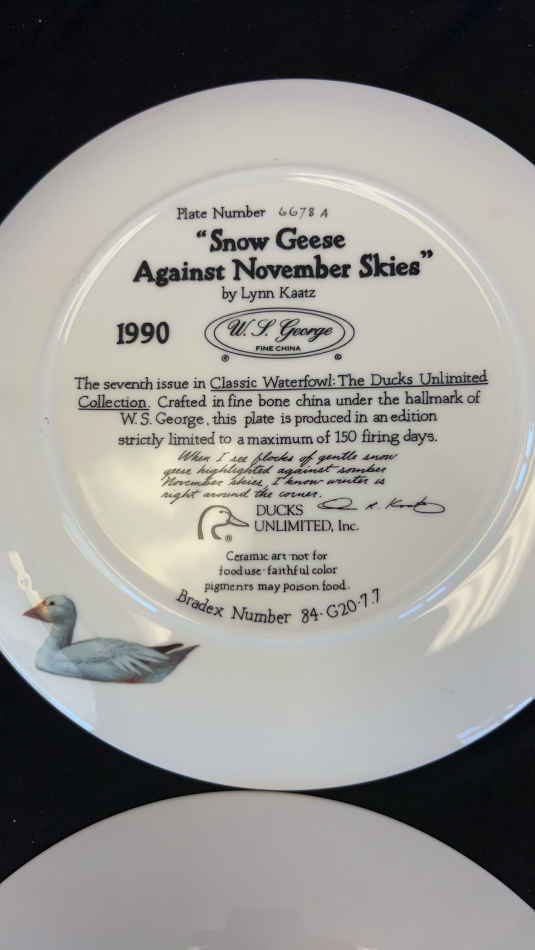 Plate Number 6678 A
"Snow Geese
Against November Skies"
by Lynn Kaatz
1990
W. S. George
FINE CHINA
® ®
The seventh issue in Classic Waterfowl: The Ducks Unlimited
Collection. Crafted in fine bone china under the hallmark of
W. S. George, this plate is produced in an edition
strictly limited to a maximum of 150 firing days.
When I see flocks of gentle snow
geese highlighted against somber
November skies, I know winter is
right around the corner.
DUCKS
UNLIMITED, Inc.
®
Ceramic art·not for
food use·faithful color
pigments may poison food.
Bradex Number 84-G20-7.7